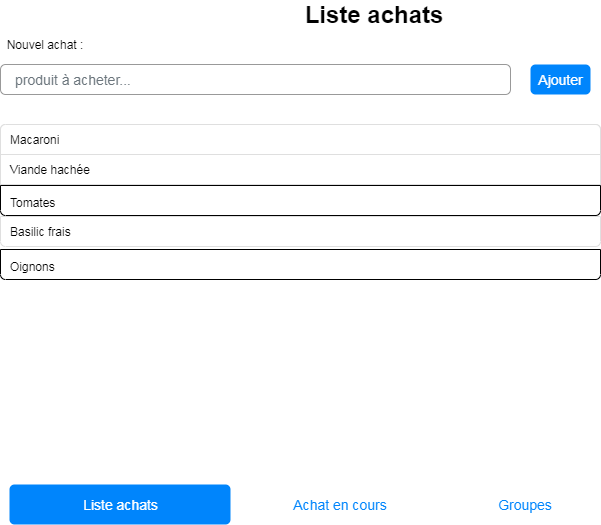 Liste achats
Nouvel achat :
produit à acheter...
Ajouter
Macaroni
Viande hachée
Tomates
Basilic frais
Oignons
Liste achats
Achat en cours
Groupes